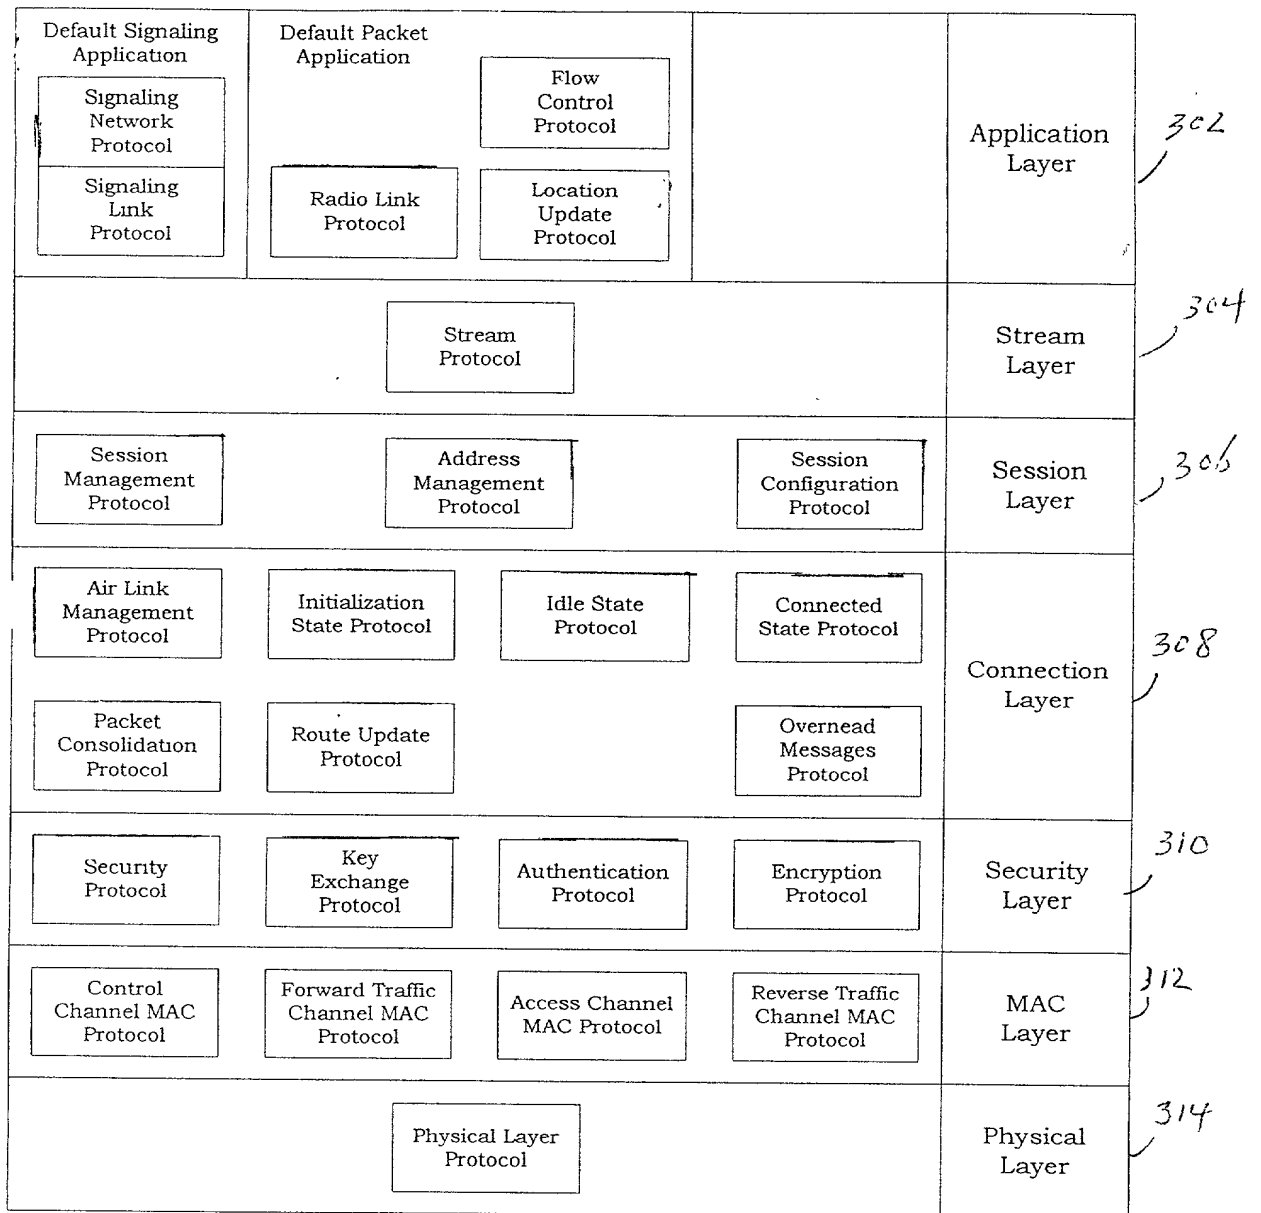 Default Signaling
Application
Signaling
Network
Protocol
Signaling
Link
Protocol
Default Packet
Application
Flow
Control
Protocol
Radio Link
Protocol
Location
Update
Protocol
Application
Layer
302
Stream
Protocol
Stream
Layer
304
Session
Management
Protocol
Address
Management
Protocol
Session
Configuration
Protocol
Session
Layer
306
Air Link
Management
Protocol
Initialization
State Protocol
Idle State
Protocol
Connected
State Protocol
Packet
Consolidation
Protocol
Route Update
Protocol
Overhead
Messages
Protocol
Connection
Layer
308
Security
Protocol
Key
Exchange
Protocol
Authentication
Protocol
Encryption
Protocol
Security
Layer
310
Control
Channel MAC
Protocol
Forward Traffic
Channel MAC
Protocol
Access Channel
MAC Protocol
Reverse Traffic
Channel MAC
Protocol
MAC
Layer
312
Physical Layer
Protocol
Physical
Layer
314